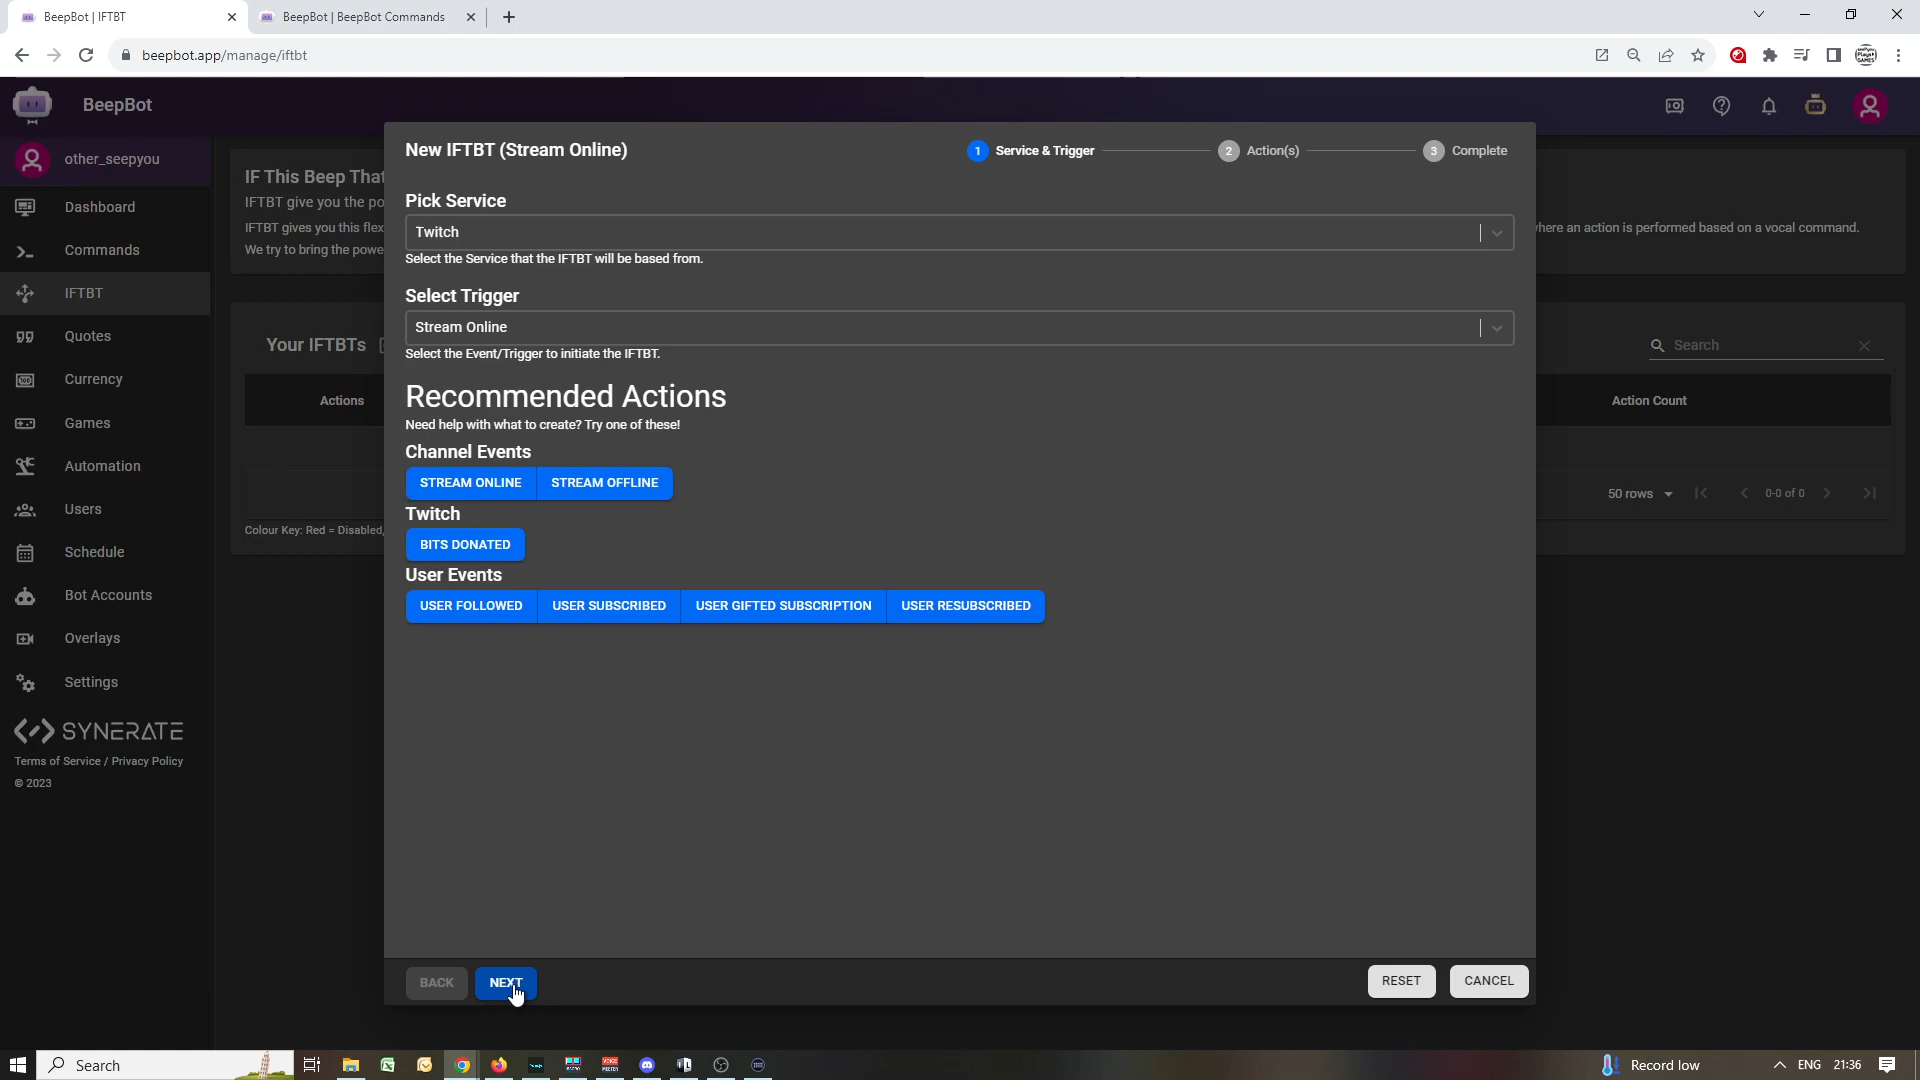 BeepBot | IFTBT
BeepBot | BeepBot Commands
beepbot.app/manage/iftbt
BeepBot
other_seepyou
Dashboard
Commands
IFTBT
Quotes
Currency
Games
Automation
Users
Schedule
Bot Accounts
Overlays
Settings
SYNERATE
Terms of Service / Privacy Policy
© 2023
IF This Beep That
IFTBT give you the po
IFTBT gives you this flex
We try to bring the powe
here an action is performed based on a vocal command.
Your IFTBTs
Search
Actions
Action Count
50 rows
0-0 of 0
Colour Key: Red = Disabled,
New IFTBT (Stream Online)
1 Service & Trigger
2 Action(s)
3 Complete
Pick Service
Twitch
Select the Service that the IFTBT will be based from.
Select Trigger
Stream Online
Select the Event/Trigger to initiate the IFTBT.
Recommended Actions
Need help with what to create? Try one of these!
Channel Events
STREAM ONLINE STREAM OFFLINE
Twitch
BITS DONATED
User Events
USER FOLLOWED USER SUBSCRIBED USER GIFTED SUBSCRIPTION USER RESUBSCRIBED
BACK NEXT RESET CANCEL
Search
Record low
ENG 21:36